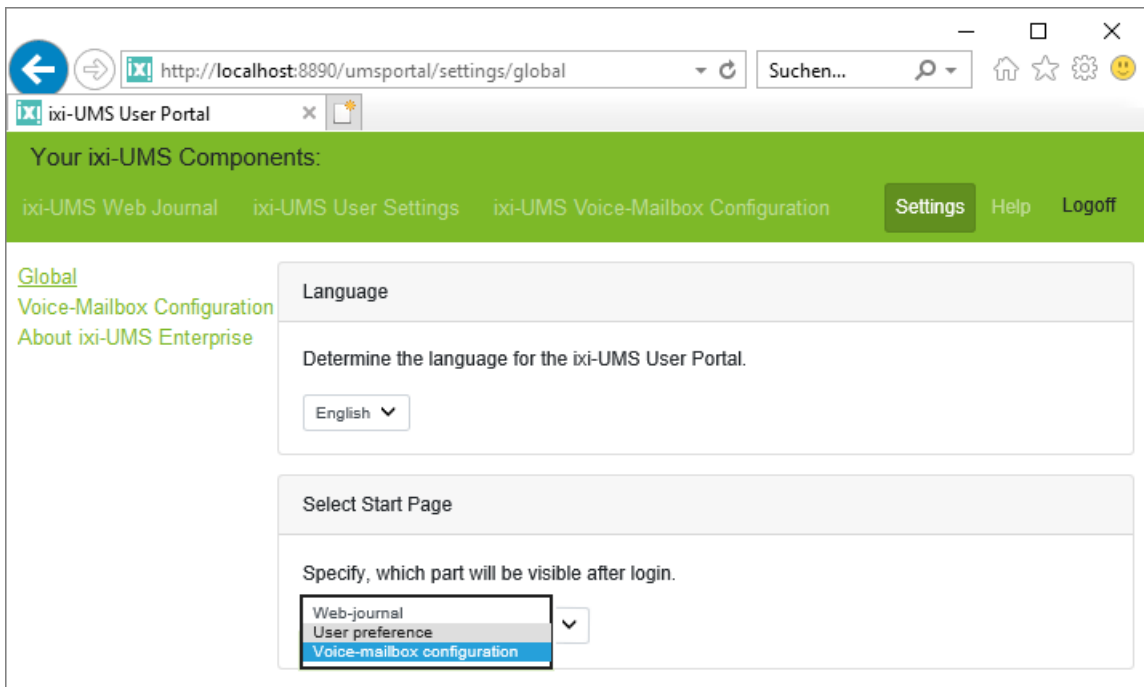 http://localhost:8890/umsportal/settings/global
Suchen...
ixi-UMS User Portal
Your ixi-UMS Components:
ixi-UMS Web Journal ixi-UMS User Settings ixi-UMS Voice-Mailbox Configuration Settings Help Logoff
Global
Voice-Mailbox Configuration
About ixi-UMS Enterprise
Language
Determine the language for the ixi-UMS User Portal.
English
Select Start Page
Specify, which part will be visible after login.
Web-journal
User preference
Voice-mailbox configuration